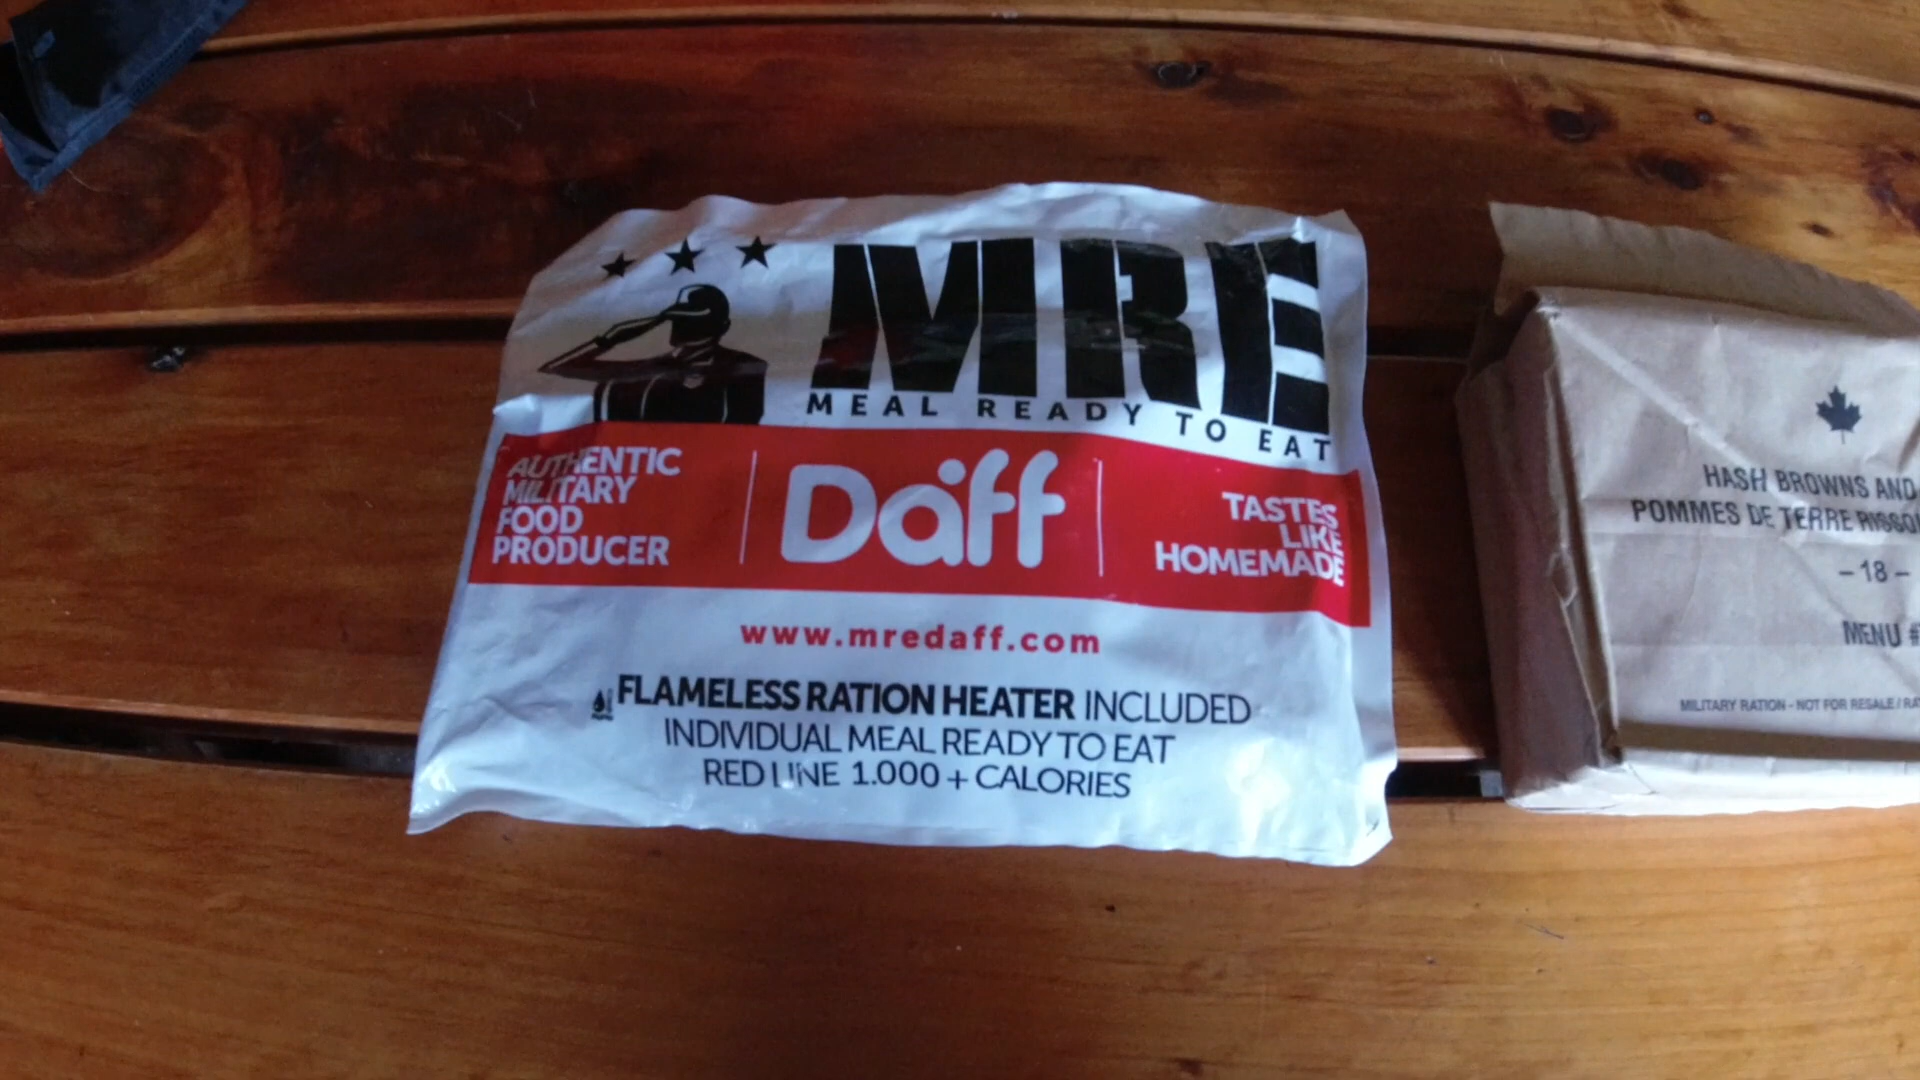 MRE
MEAL READY TO EAT
AUTHENTIC
MILITARY
FOOD
PRODUCER
Daff
TASTES
LIKE
HOMEMADE
www.mredaff.com
FLAMELESS RATION HEATER INCLUDED
INDIVIDUAL MEAL READY TO EAT
RED LINE 1.000 + CALORIES
HASH BROWNS AND
POMMES DE TERRE
- 18 -
MENU #
MILITARY RATION - NOT FOR RESALE /